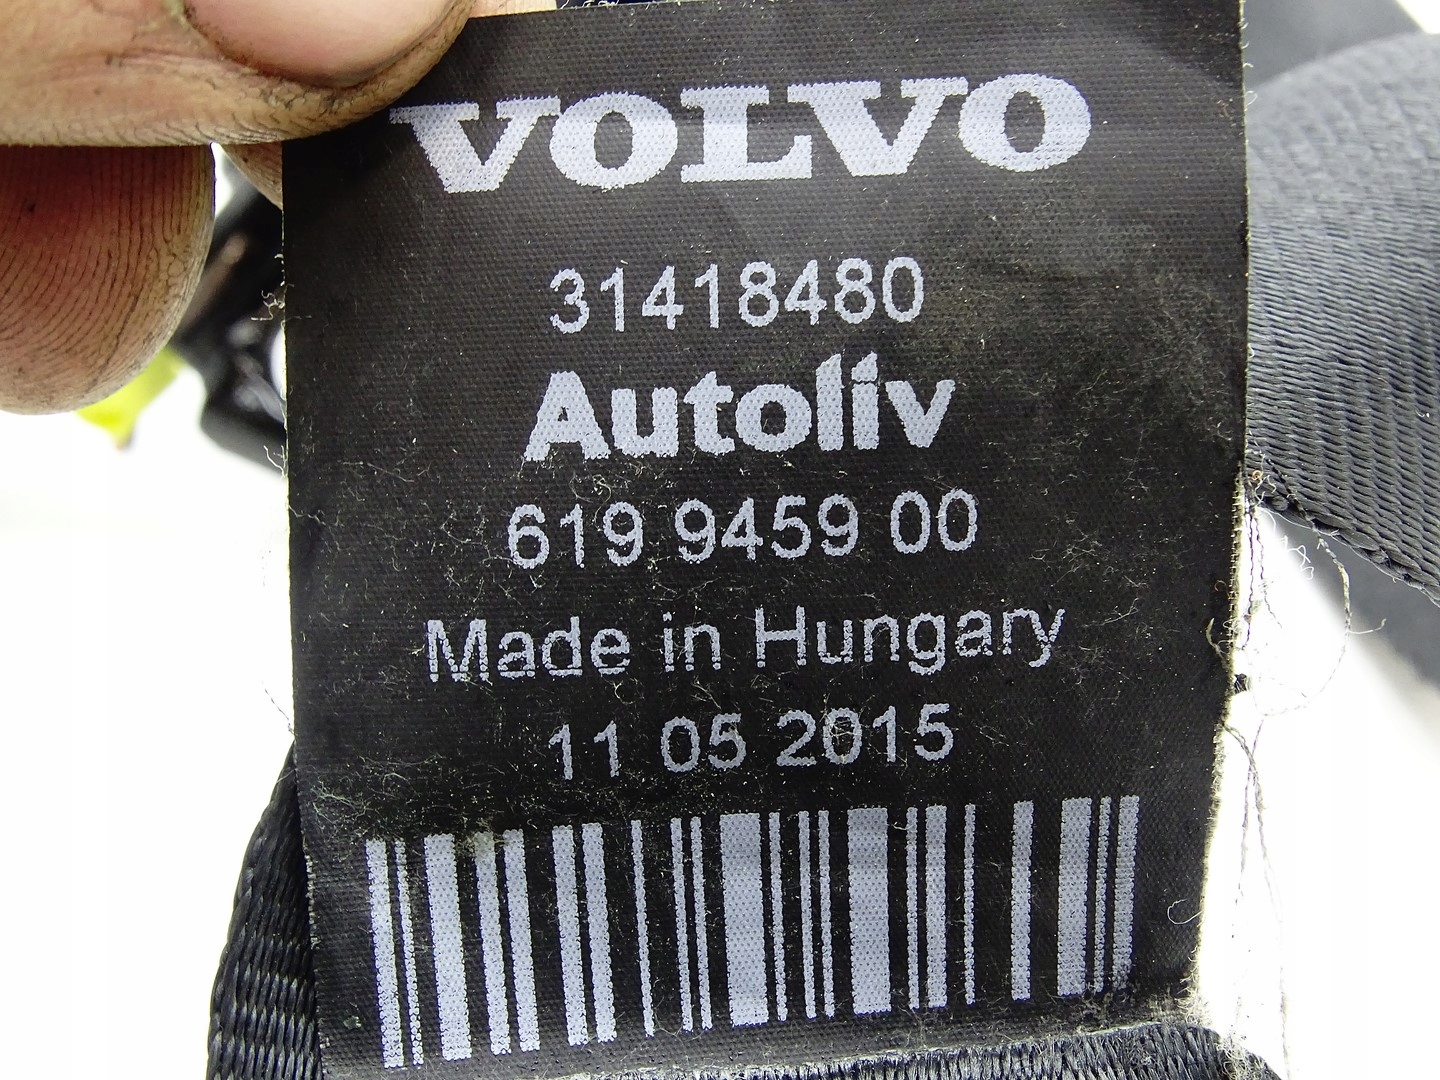 VOLVO
31418480
Autoliv
619 9459 00
Made in Hungary
11 05 2015